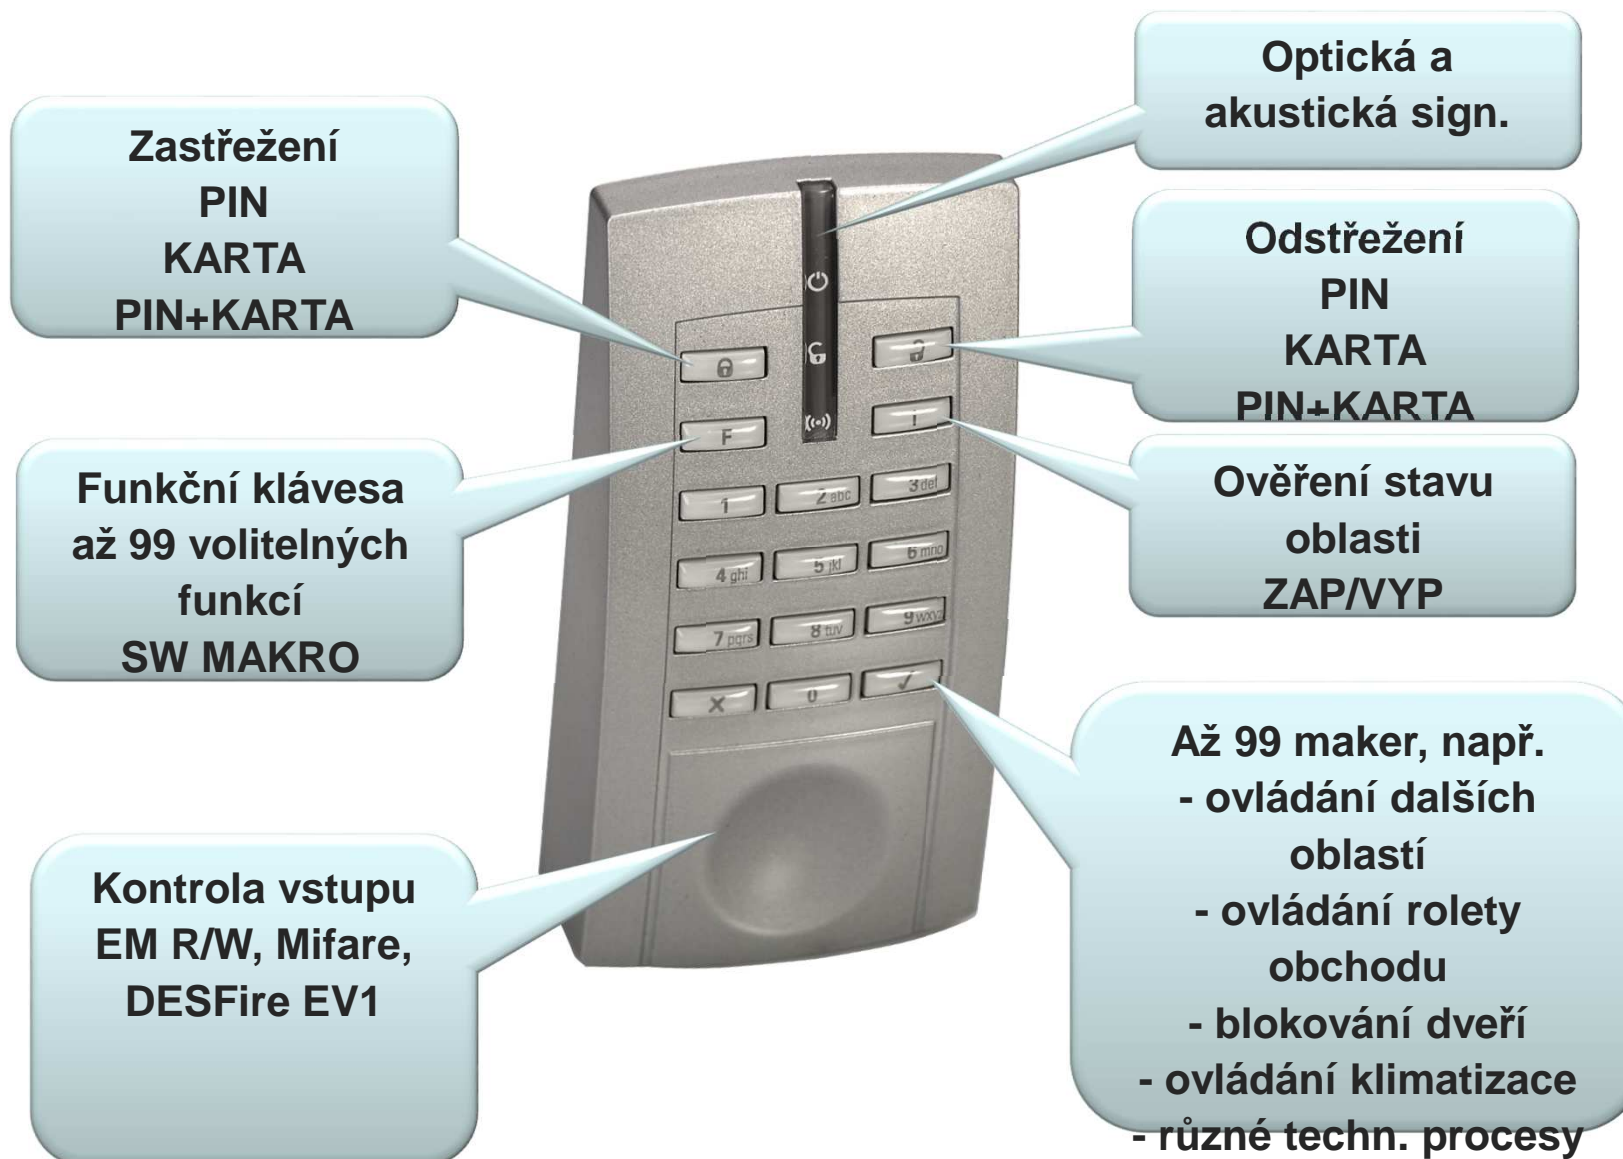 Optická a
akustická sign.
Zastřežení
PIN
KARTA
PIN+KARTA
Odstřežení
PIN
KARTA
PIN+KARTA
Funkční klávesa
až 99 volitelných
funkcí
SW MAKRO
Ověření stavu
oblasti
ZAP/VYP
F
1
2 abc
3 def
4 ghi
5 jkl
6 mno
7 pqrs
8 tuv
9 wxyz
0
Až 99 maker, např.
- ovládání dalších
oblastí
- ovládání rolety
obchodu
- blokování dveří
- ovládání klimatizace
- různé techn. procesy
Kontrola vstupu
EM R/W, Mifare,
DESFire EV1